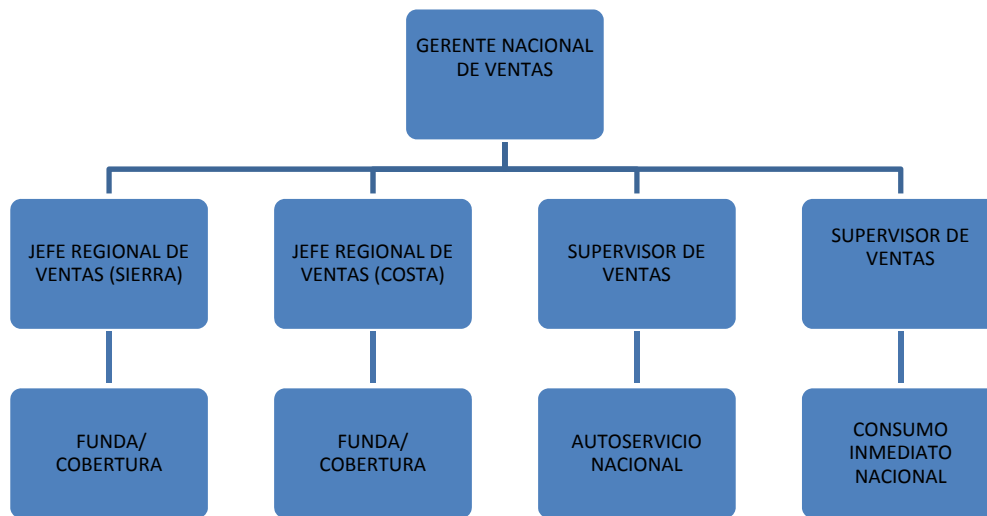 GERENTE NACIONAL
DE VENTAS
JEFE REGIONAL DE
VENTAS (SIERRA)
JEFE REGIONAL DE
VENTAS (COSTA)
SUPERVISOR DE
VENTAS
SUPERVISOR DE
VENTAS
FUNDA/
COBERTURA
FUNDA/
COBERTURA
AUTOSERVICIO
NACIONAL
CONSUMO
INMEDIATO
NACIONAL